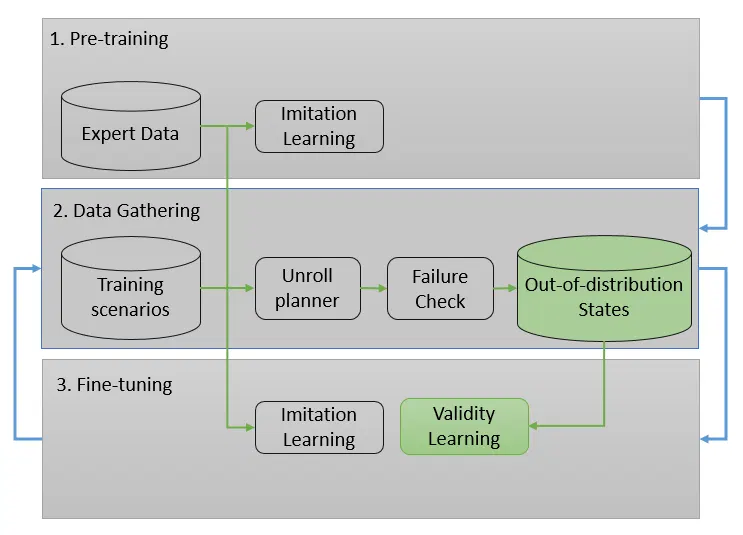 1. Pre-training
Expert Data
Imitation
Learning
2. Data Gathering
Training
scenarios
Unroll
planner
Failure
Check
Out-of-distribution
States
3. Fine-tuning
Imitation
Learning
Validity
Learning